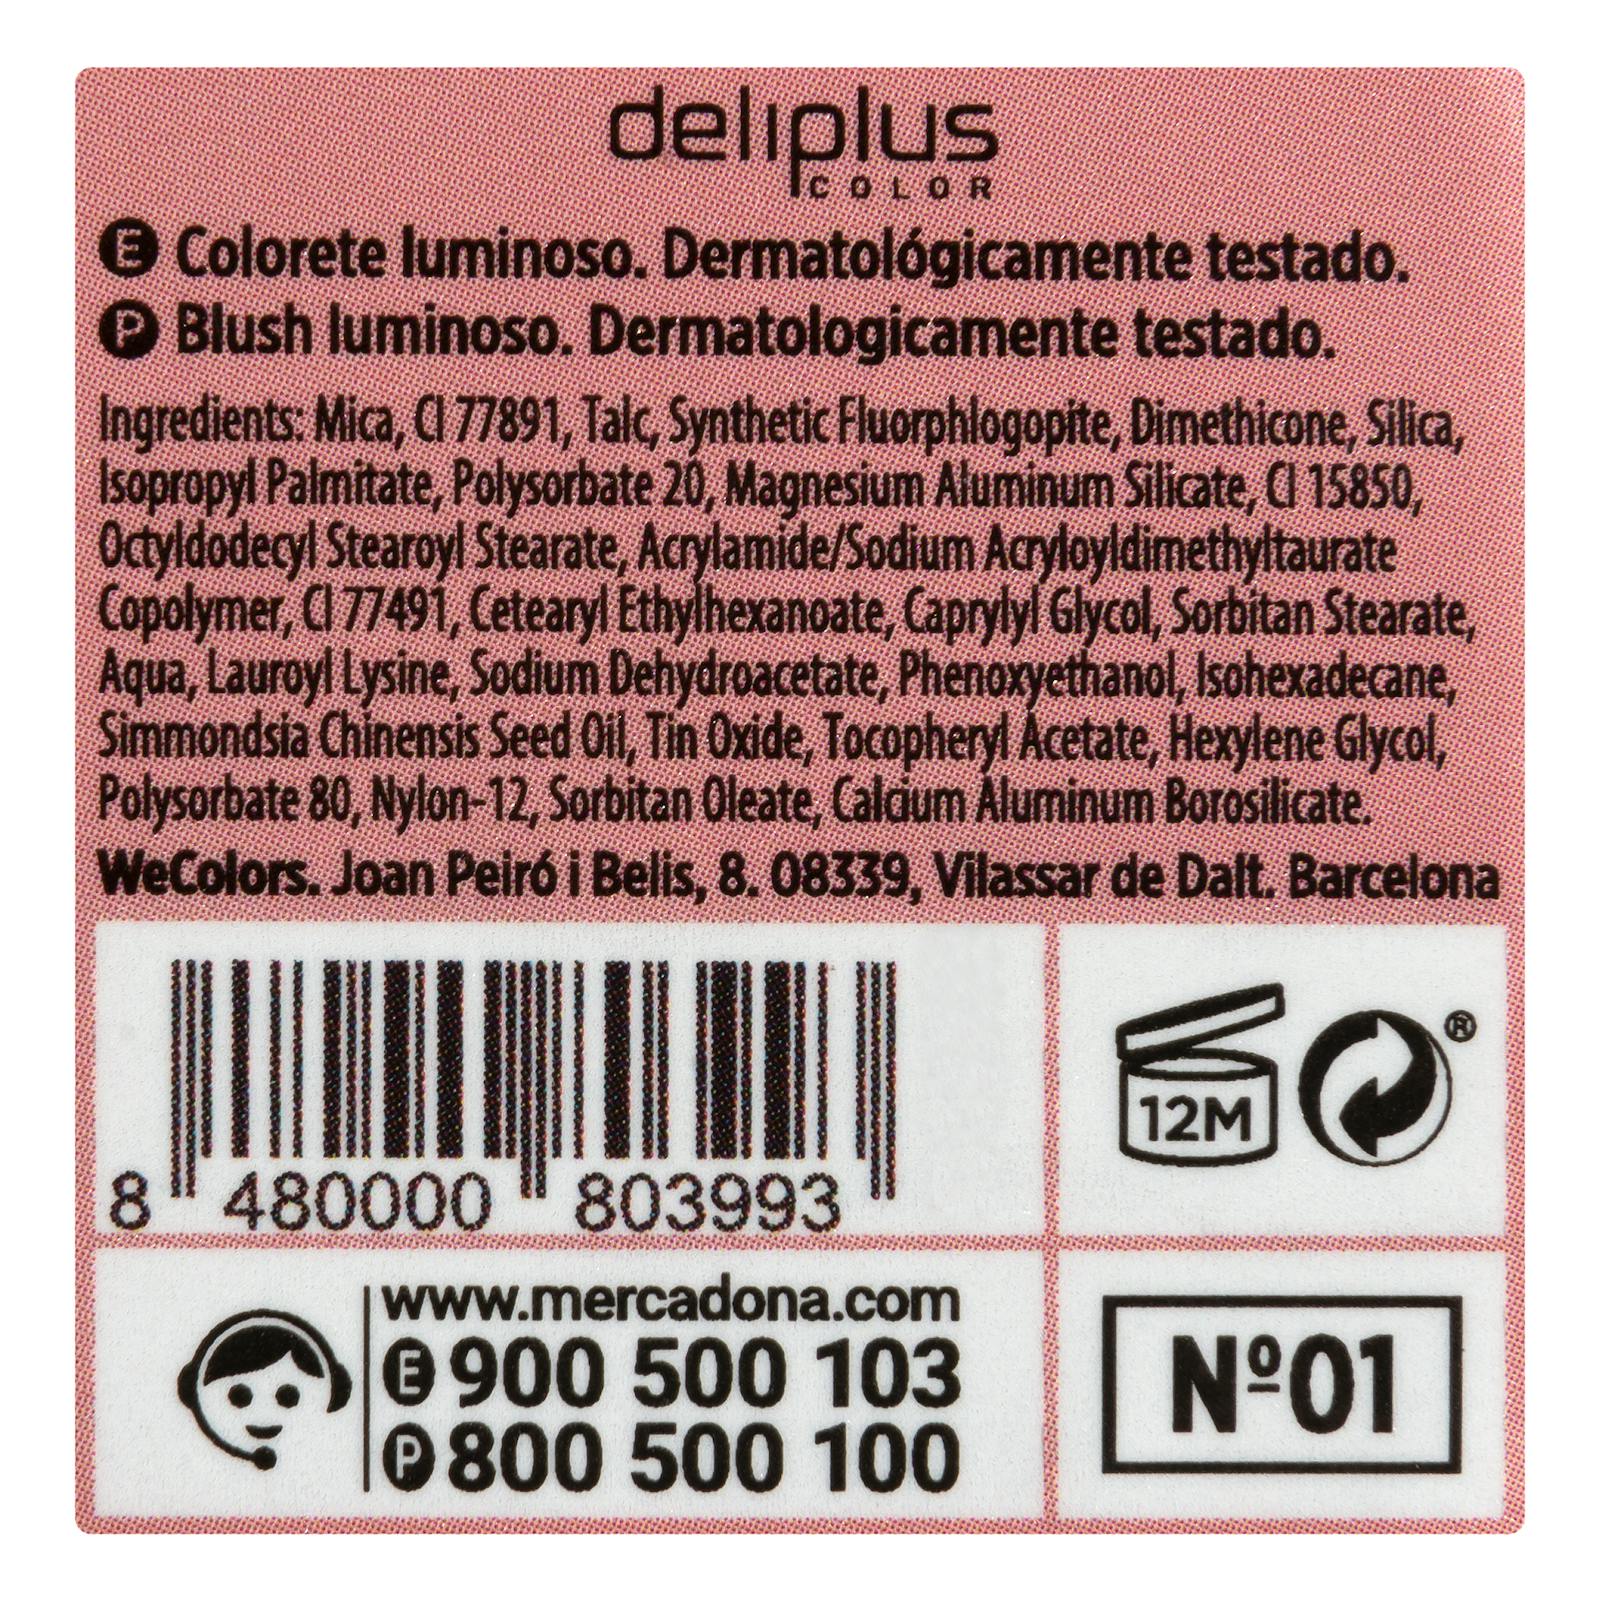 deliplus
COLOR
E Colorete luminoso. Dermatológicamente testado.
P Blush luminoso. Dermatologicamente testado.
Ingredients: Mica, CI 77891, Talc, Synthetic Fluorphlogopite, Dimethicone, Silica,
Isopropyl Palmitate, Polysorbate 20, Magnesium Aluminum Silicate, CI 15850,
Octyldodecyl Stearoyl Stearate, Acrylamide/Sodium Acryloyldimethyltaurate
Copolymer, CI 77491, Cetearyl Ethylhexanoate, Caprylyl Glycol, Sorbitan Stearate,
Aqua, Lauroyl Lysine, Sodium Dehydroacetate, Phenoxyethanol, Isohexadecane,
Simmondsia Chinensis Seed Oil, Tin Oxide, Tocopheryl Acetate, Hexylene Glycol,
Polysorbate 80, Nylon-12, Sorbitan Oleate, Calcium Aluminum Borosilicate.
WeColors. Joan Peiró i Belis, 8. 08339, Vilassar de Dalt. Barcelona
8 480000 803993
12M
®
www.mercadona.com
E 900 500 103
P 800 500 100
Nº01